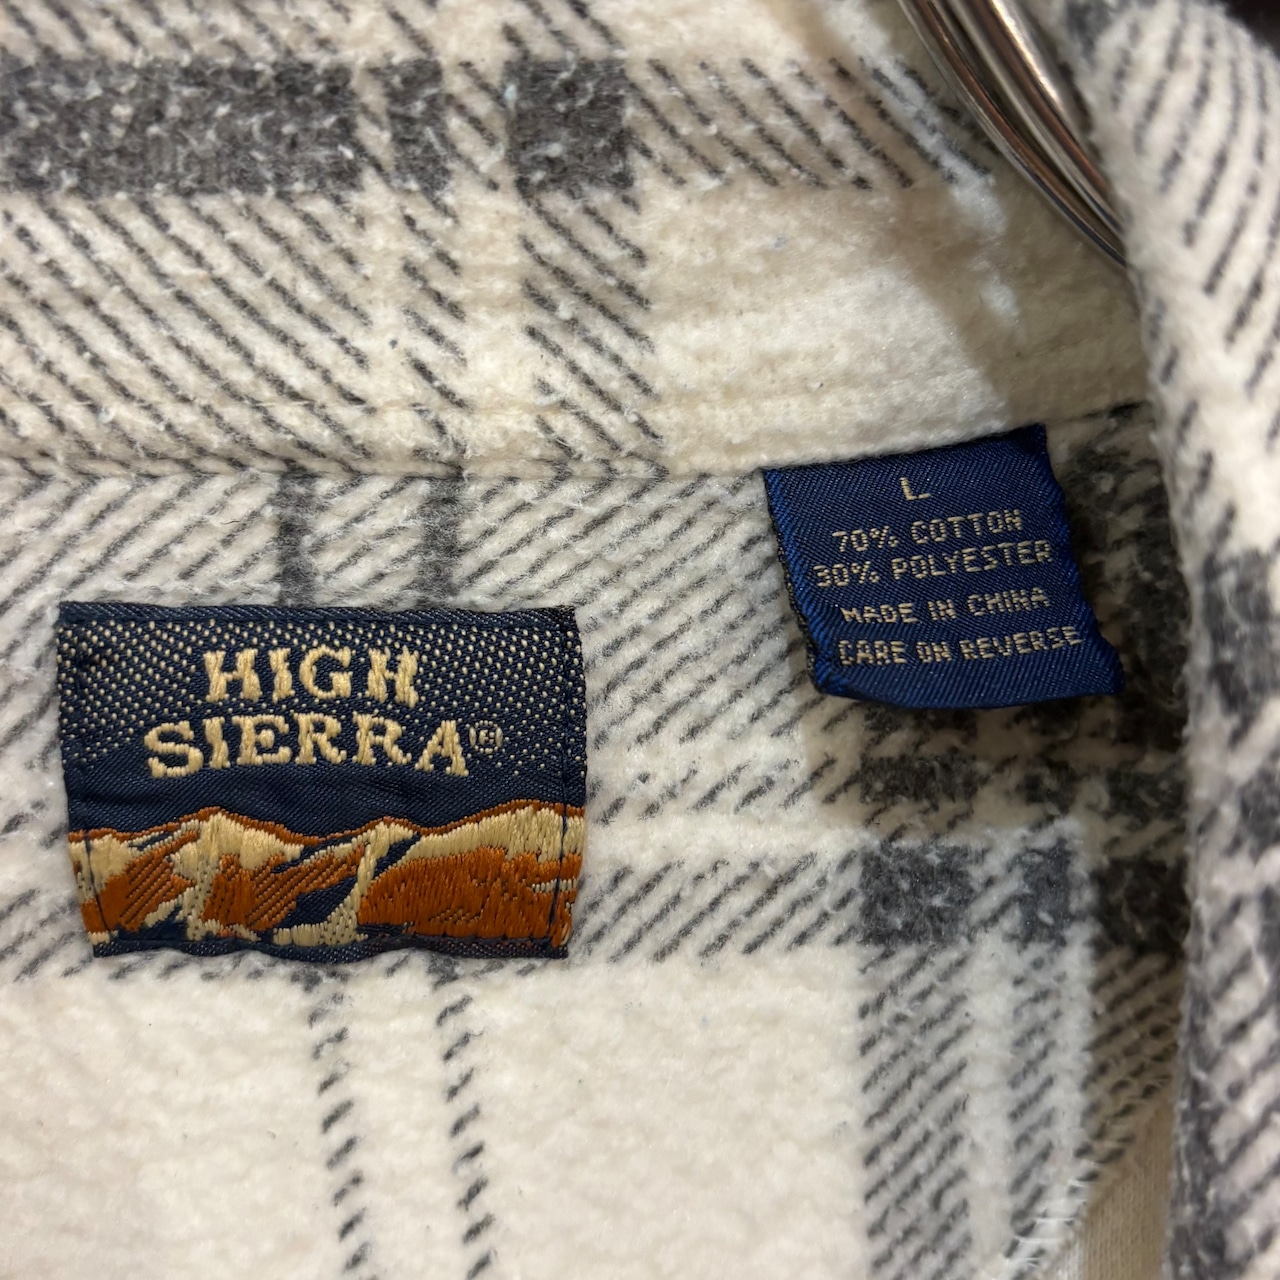 HIGH
SIERRA®
L
70% COTTON
30% POLYESTER
MADE IN CHINA
CARE ON REVERSE